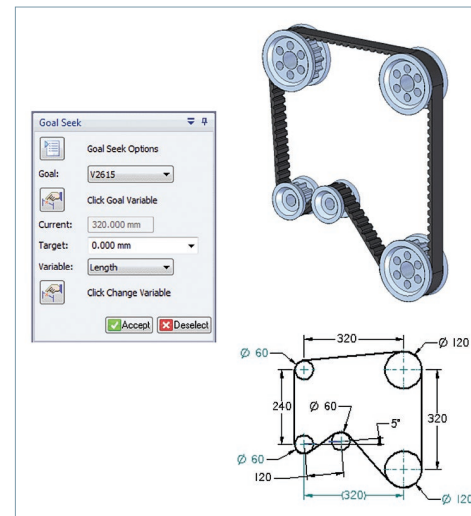 Goal Seek
Goal Seek Options
Goal: V2615
Click Goal Variable
Current: 320.000 mm
Target: 0.000 mm
Variable: Length
Click Change Variable
Accept Deselect
320
Ø 60
Ø 120
240
Ø 60
5°
320
Ø 60
120
(320)
Ø 120